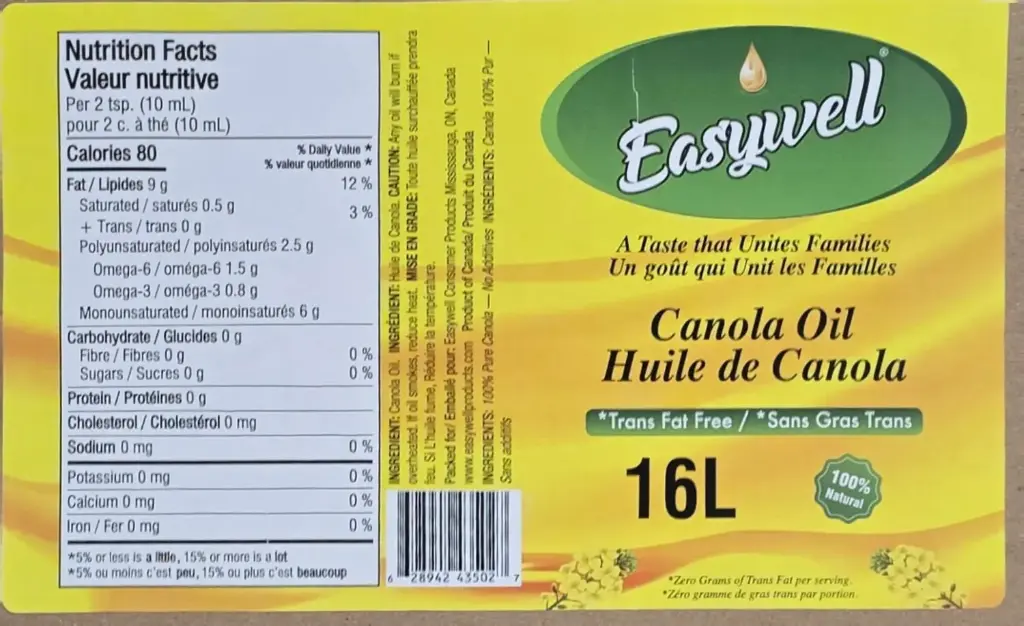 Nutrition Facts
Valeur nutritive
Per 2 tsp. (10 mL)
pour 2 c. à thé (10 mL)
Calories 80
% Daily Value *
% valeur quotidienne *
Fat / Lipides 9 g 12 %
Saturated / saturés 0.5 g
+ Trans / trans 0 g 3 %
Polyunsaturated / polyinsaturés 2.5 g
Omega-6 / oméga-6 1.5 g
Omega-3 / oméga-3 0.8 g
Monounsaturated / monoinsaturés 6 g
Carbohydrate / Glucides 0 g
Fibre / Fibres 0 g 0 %
Sugars / Sucres 0 g 0 %
Protein / Protéines 0 g
Cholesterol / Cholestérol 0 mg
Sodium 0 mg 0 %
Potassium 0 mg 0 %
Calcium 0 mg 0 %
Iron / Fer 0 mg 0 %
*5% or less is a little, 15% or more is a lot
*5% ou moins c'est peu, 15% ou plus c'est beaucoup
INGREDIENT: Canola Oil. INGRÉDIENT: Huile de Canola. CAUTION: Any oil will burn if
overheated. If oil smokes, reduce heat. MISE EN GRADE: Toute huile surchauffée prendra
feu. Si L'huile fume, Réduire la température.
Packed for/ Emballé pour: Easywell Consumer Products Mississauga, ON, Canada
www.easywellproducts.com Product of Canada/ Produit du Canada
INGREDIENTS: 100% Pure Canola — No Additives INGRÉDIENTS: Canola 100% Pur —
Sans additifs
6 28942 43502 7
Easywell®
A Taste that Unites Families
Un goût qui Unit les Familles
Canola Oil
Huile de Canola
*Trans Fat Free / *Sans Gras Trans
16L
100%
Natural
*Zero Grams of Trans Fat per serving.
*Zéro gramme de gras trans par portion.